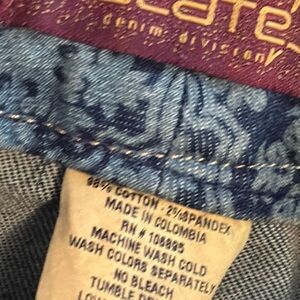 denim. division
98% COTTON - 2% SPANDEX
MADE IN COLOMBIA
RN # 108895
MACHINE WASH COLD
WASH COLORS SEPARATELY
NO BLEACH
TUMBLE